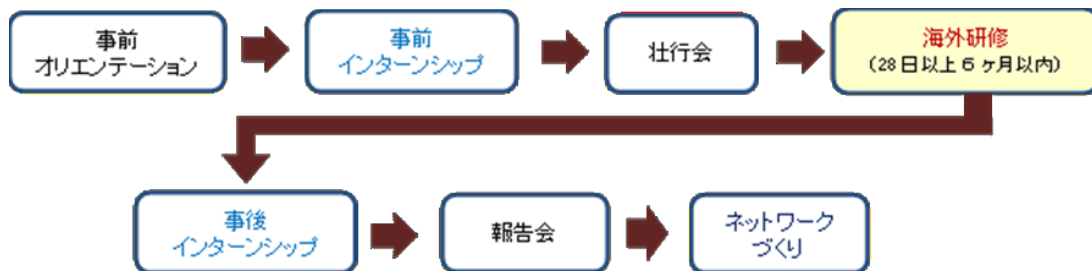 事前
オリエンテーション
事前
インターンシップ
壮行会
海外研修
（28日以上６ヶ月以内）
事後
インターンシップ
報告会
ネットワーク
づくり